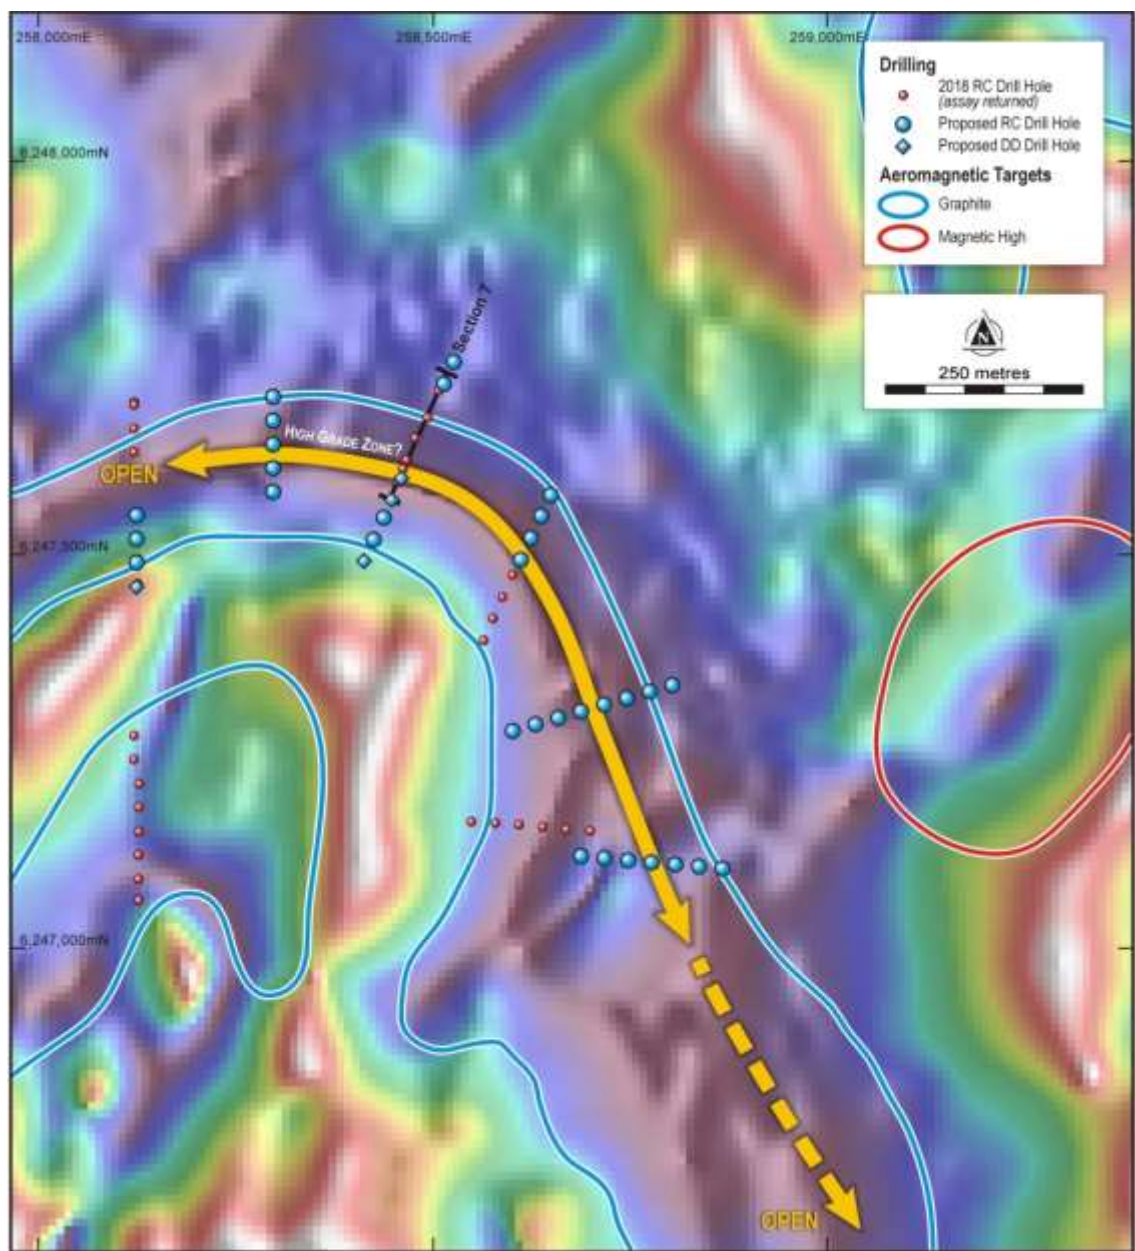 258,000mE
258,500mE
259,000mE
Drilling
2018 RC Drill Hole
(assay returned)
Proposed RC Drill Hole
Proposed DD Drill Hole
6,248,000mN
Aeromagnetic Targets
Graphite
Magnetic High
N
250 metres
Section 7
HIGH GRADE ZONE?
OPEN
6,247,500mN
6,247,000mN
OPEN